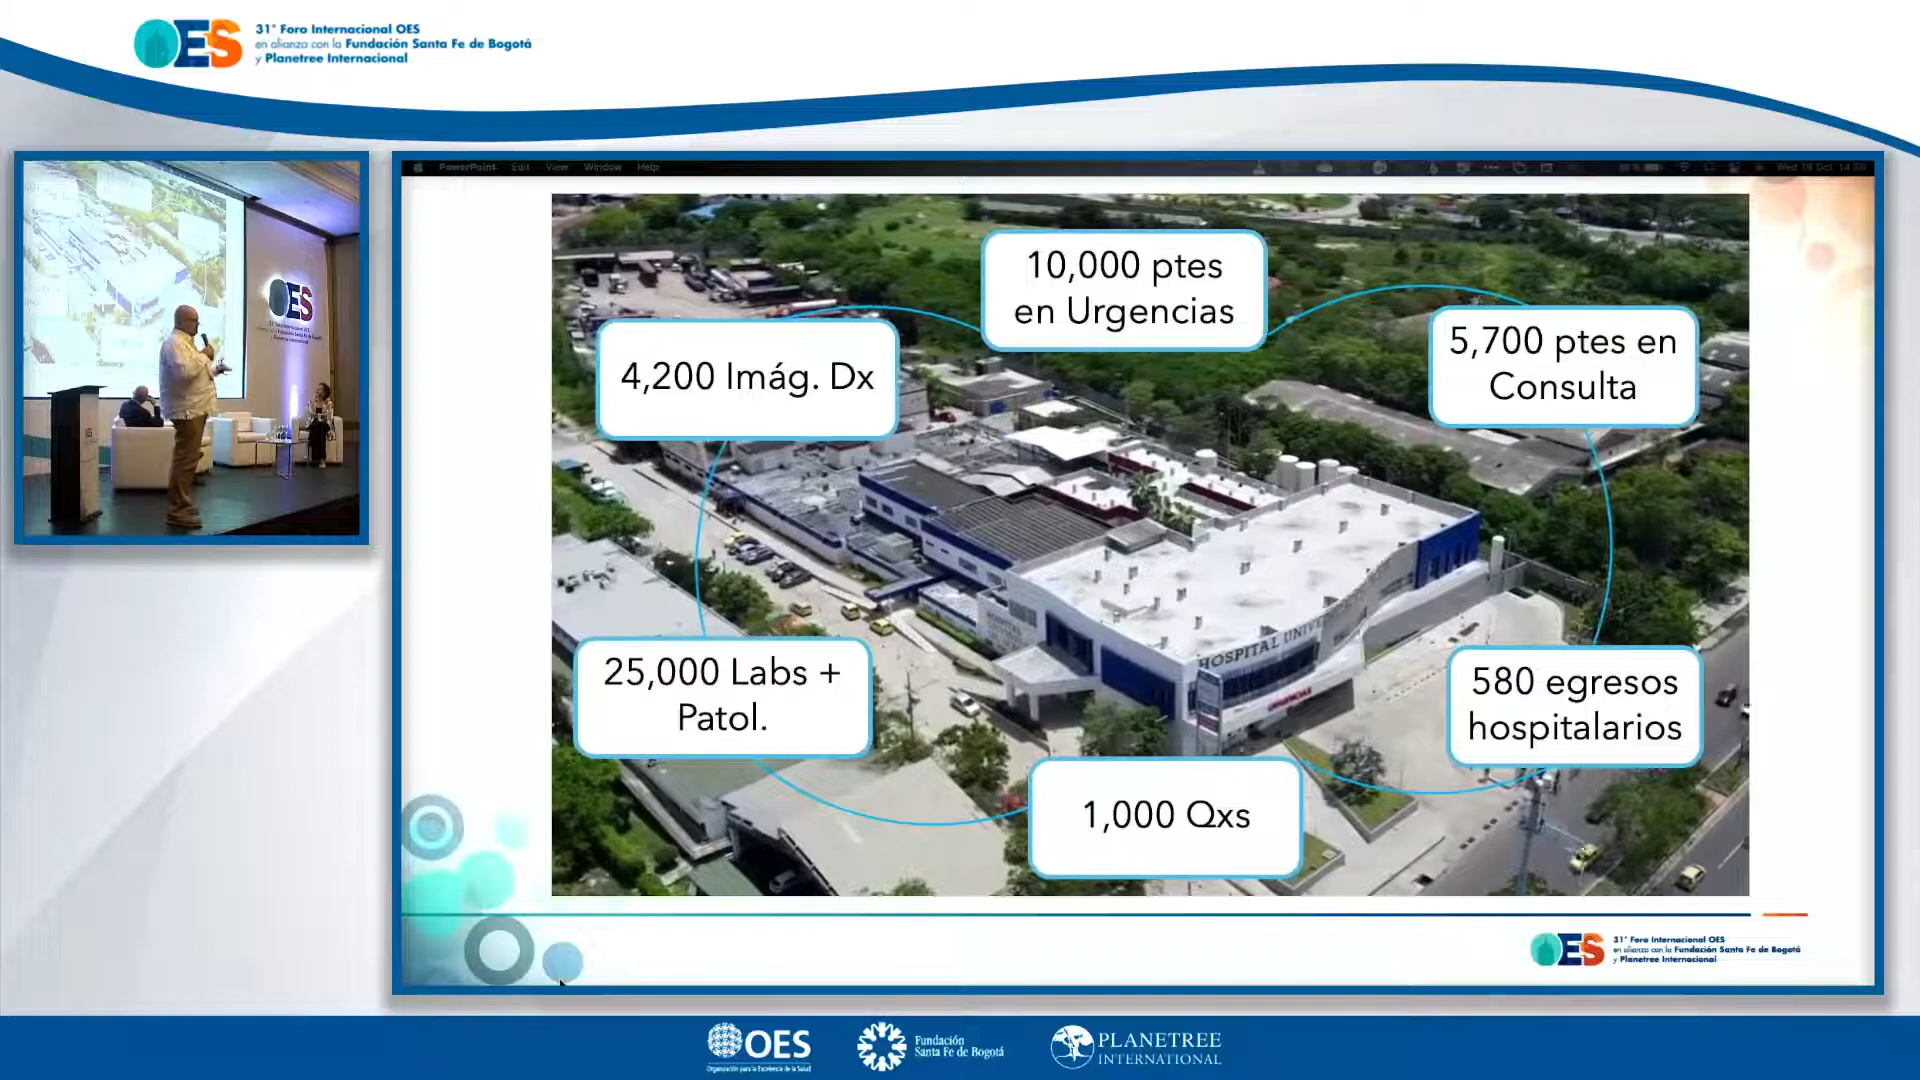 OES
31° Foro Internacional OES
en alianza con la Fundación Santa Fe de Bogotá
y Planetree Internacional
PowerPoint Edit View Window Help
Wed 19 Oct
OES
10,000 ptes
en Urgencias
4,200 Imág. Dx
5,700 ptes en
Consulta
25,000 Labs +
Patol.
580 egresos
hospitalarios
1,000 Qxs
HOSPITAL UNIVE
OES
31° Foro Internacional OES
en alianza con la Fundación Santa Fe de Bogotá
y Planetree Internacional
OES
Organización para la Excelencia de la Salud
Fundación
Santa Fe de Bogotá
PLANETREE
INTERNATIONAL